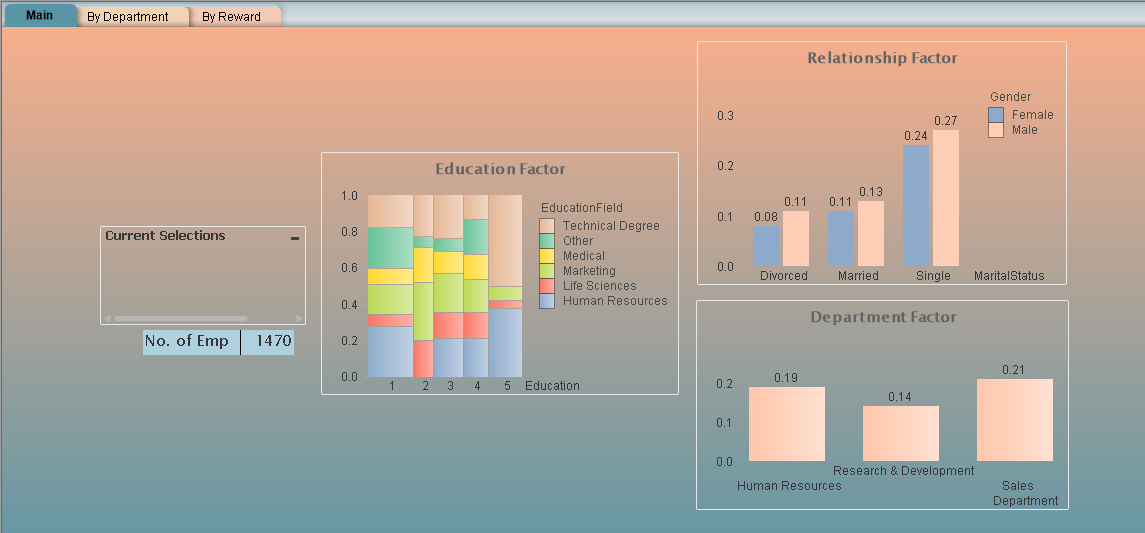 Main By Department By Reward
Current Selections
No. of Emp 1470
Education Factor
1.0
0.8
0.6
0.4
0.2
0.0
1 2 3 4 5 Education
EducationField
Technical Degree
Other
Medical
Marketing
Life Sciences
Human Resources
Relationship Factor
Gender
Female
Male
0.3
0.2
0.1
0.0
0.08 0.11 0.11 0.13 0.24 0.27
Divorced Married Single MaritalStatus
Department Factor
0.2
0.1
0.0
0.19 0.14 0.21
Research & Development
Human Resources Sales
Department